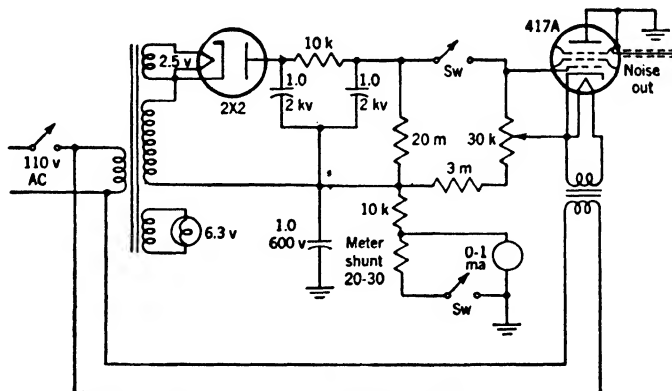 2.5 v
2X2
10 k
1.0
2 kv
1.0
2 kv
Sw
417A
Noise
out
20 m
30 k
3 m
110 v
AC
6.3 v
1.0
600 v
10 k
Meter
shunt
20-30
0-1
ma
Sw